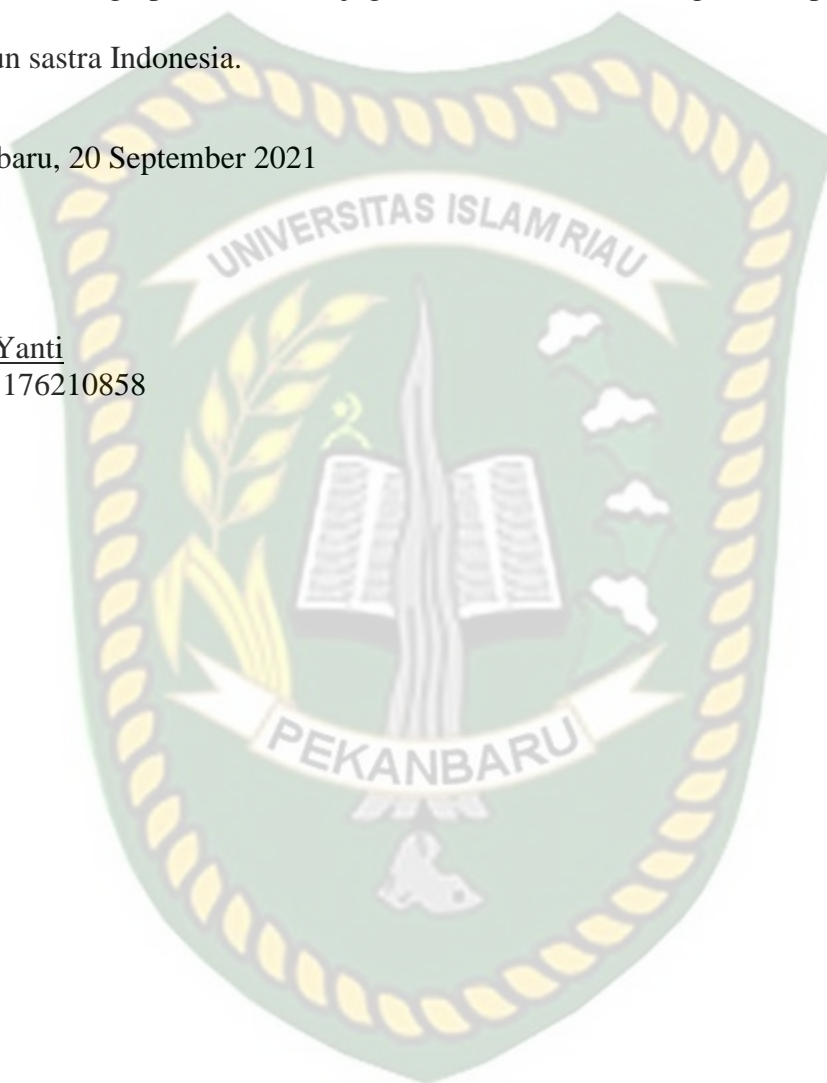 un sastra Indonesia.
baru, 20 September 2021
UNIVERSITAS ISLAM RIAU
Yanti
176210858
PEKANBARU